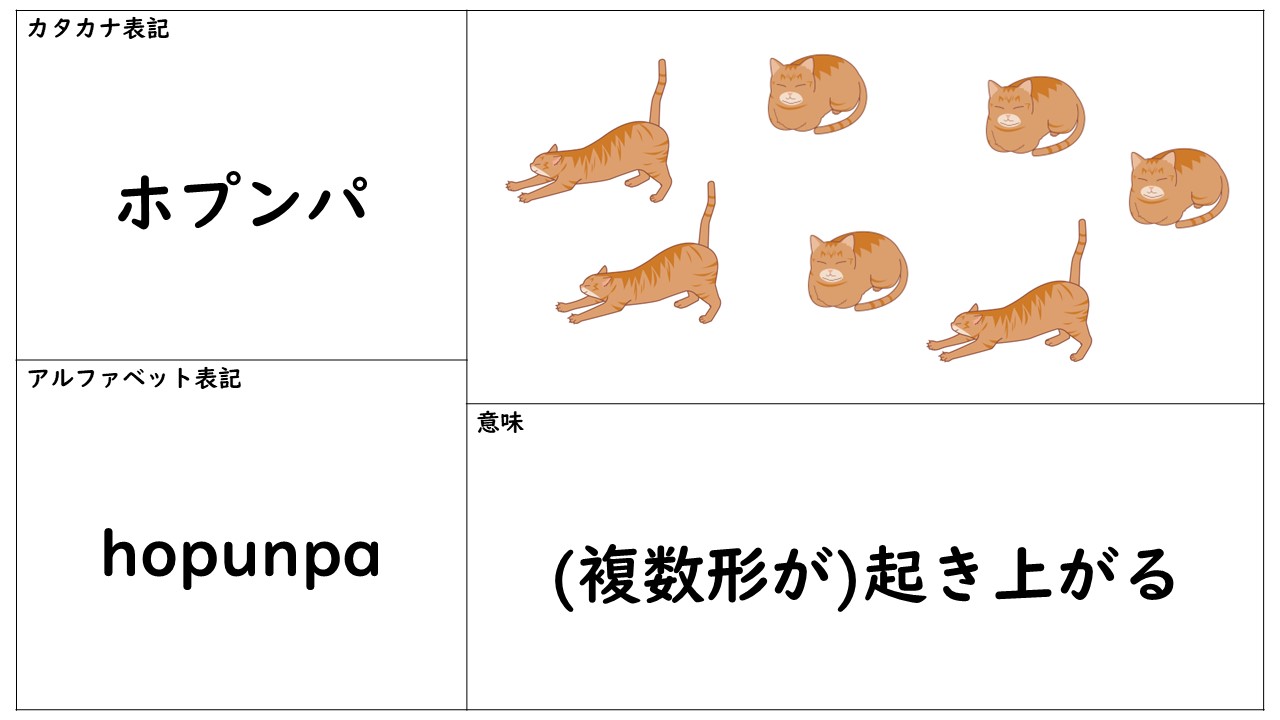 カタカナ表記
ホプンパ
アルファベット表記
hopunpa
意味
(複数形が)起き上がる